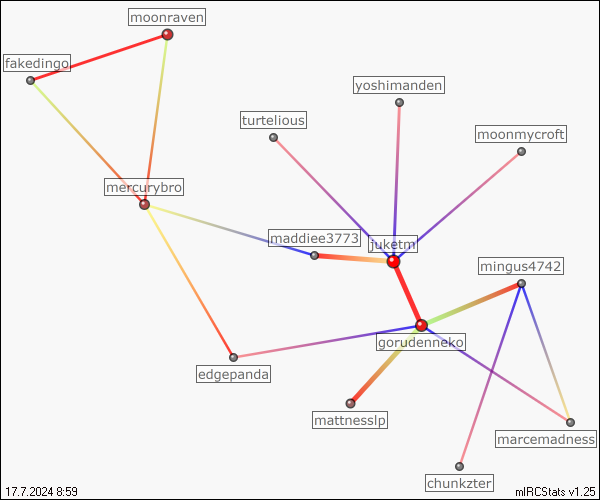 moonraven
fakedingo
yoshimanden
turtelious
moonmycroft
mercurybro
maddiee3773
juketm
mingus4742
gorudenneko
edgepanda
mattnesslp
marcemadness
chunkzter
17.7.2024 8:59
mIRCStats v1.25